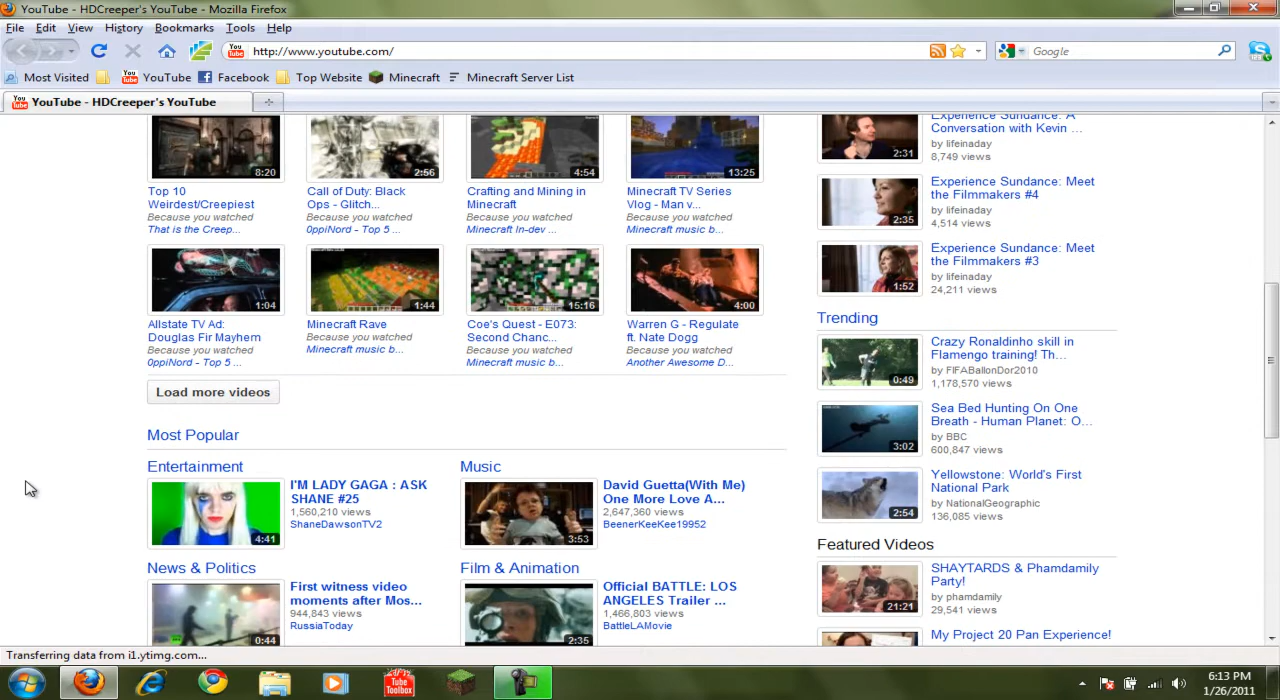 YouTube - HDCreeper's YouTube - Mozilla Firefox
File Edit View History Bookmarks Tools Help
You Tube http://www.youtube.com/ Google
Most Visited YouTube Facebook Top Website Minecraft Minecraft Server List
YouTube - HDCreeper's YouTube
8:20
2:56
4:54
13:25
Top 10
Weirdest/Creepiest
Because you watched
That is the Creep...
Call of Duty: Black
Ops - Glitch...
Because you watched
0ppiNord - Top 5 ...
Crafting and Mining in
Minecraft
Because you watched
Minecraft In-dev ...
Minecraft TV Series
Vlog - Man v...
Because you watched
Minecraft music b...
1:04
1:44
15:16
4:00
Allstate TV Ad:
Douglas Fir Mayhem
Because you watched
0ppiNord - Top 5 ...
Minecraft Rave
Because you watched
Minecraft music b...
Coe's Quest - E073:
Second Chanc...
Because you watched
Minecraft music b...
Warren G - Regulate
ft. Nate Dogg
Because you watched
Another Awesome D...
Load more videos
Most Popular
Entertainment
4:41
I'M LADY GAGA : ASK
SHANE #25
1,560,210 views
ShaneDawsonTV2
Music
3:53
David Guetta(With Me)
One More Love A...
2,647,360 views
BeenerKeeKee19952
News & Politics
0:44
First witness video
moments after Mos...
944,843 views
RussiaToday
Film & Animation
2:35
Official BATTLE: LOS
ANGELES Trailer ...
1,466,803 views
BattleLAMovie
2:31
Experience Sundance: A
Conversation with Kevin ...
by lifeinaday
8,749 views
2:35
Experience Sundance: Meet
the Filmmakers #4
by lifeinaday
4,514 views
1:52
Experience Sundance: Meet
the Filmmakers #3
by lifeinaday
24,211 views
Trending
0:49
Crazy Ronaldinho skill in
Flamengo training! Th...
by FIFABallonDor2010
1,178,570 views
3:02
Sea Bed Hunting On One
Breath - Human Planet: O...
by BBC
600,847 views
2:54
Yellowstone: World's First
National Park
by NationalGeographic
136,085 views
Featured Videos
21:21
SHAYTARDS & Phamdamily
Party!
by phamdamily
29,541 views
My Project 20 Pan Experience!
Transferring data from i1.ytimg.com...
Tube
Toolbox
6:13 PM
1/26/2011